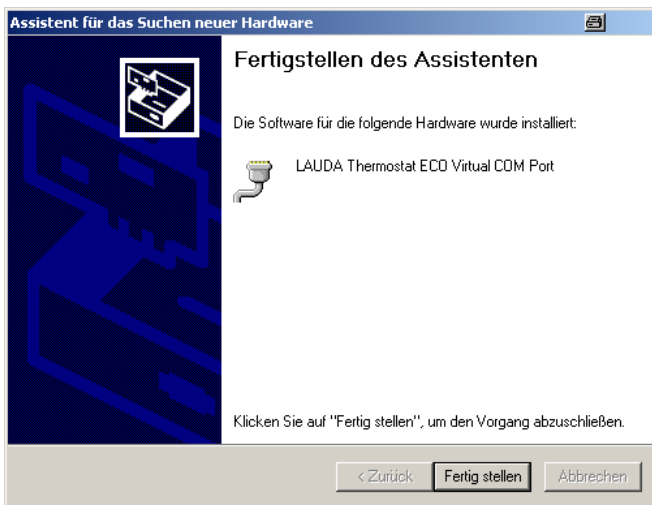 Assistent für das Suchen neuer Hardware
Fertigstellen des Assistenten
Die Software für die folgende Hardware wurde installiert:
LAUDA Thermostat ECO Virtual COM Port
Klicken Sie auf "Fertig stellen", um den Vorgang abzuschließen.
< Zurück Fertig stellen Abbrechen